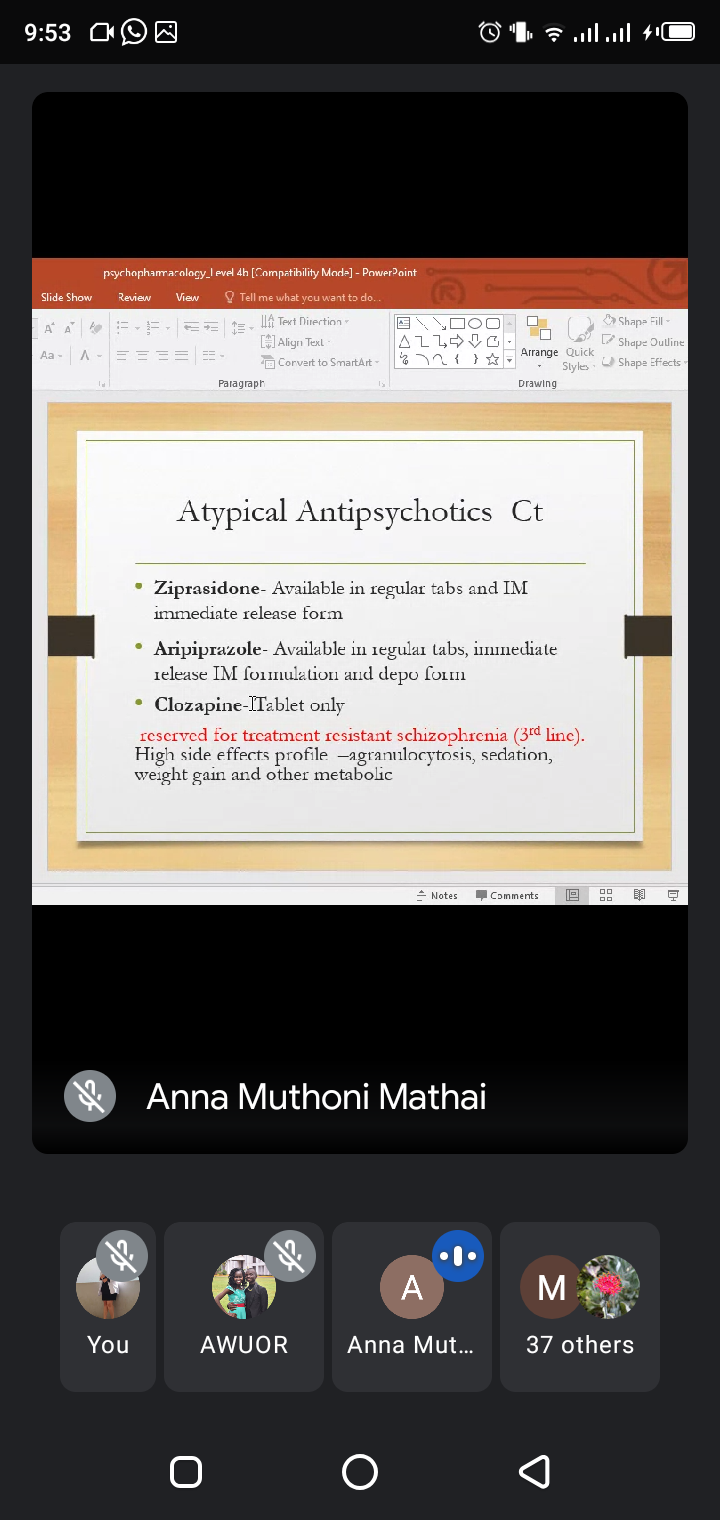 9:53
psychopharmacology_Level 4b [Compatibility Mode] - PowerPoint
Slide Show Review View Tell me what you want to do...
A A Text Direction Shape Fill
Aa A Align Text Arrange Quick Shape Outline
Convert to SmartArt Styles Shape Effects
Paragraph Drawing
Atypical Antipsychotics Ct
• Ziprasidone- Available in regular tabs and IM
immediate release form
• Aripiprazole- Available in regular tabs, immediate
release IM formulation and depo form
• Clozapine- Tablet only
reserved for treatment resistant schizophrenia (3rd line).
High side effects profile –agranulocytosis, sedation,
weight gain and other metabolic
Notes Comments
Anna Muthoni Mathai
A M
You AWUOR Anna Mut... 37 others